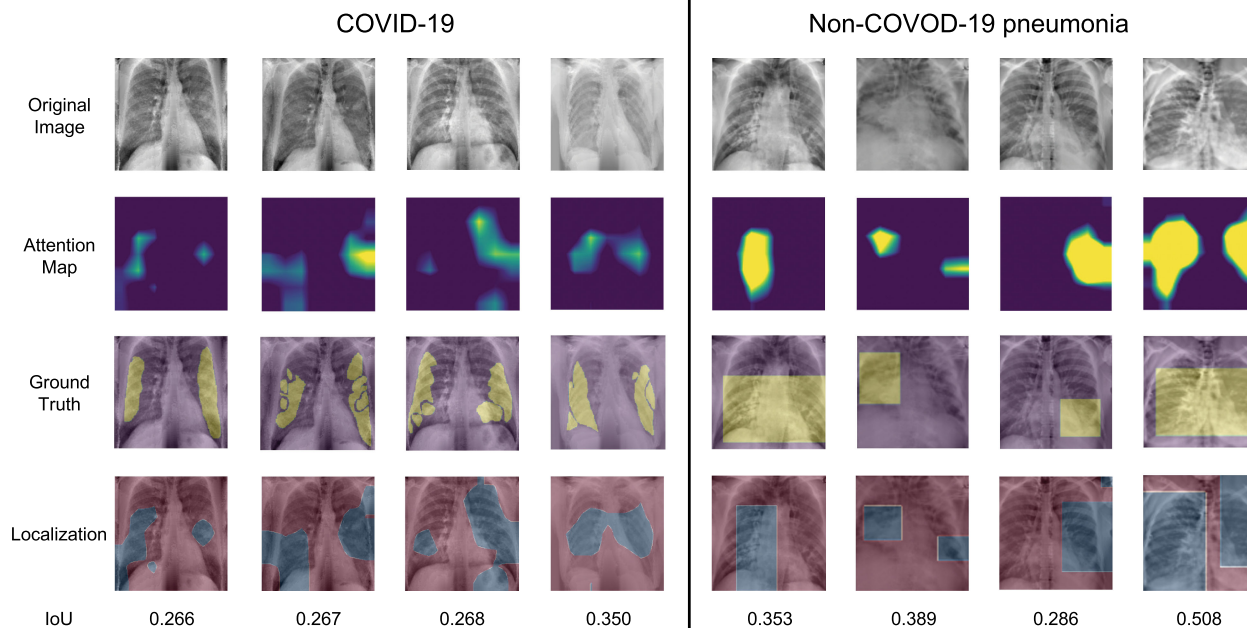 COVID-19
Non-COVOD-19 pneumonia
Original
Image
Attention
Map
Ground
Truth
Localization
IoU 0.266 0.267 0.268 0.350 0.353 0.389 0.286 0.508